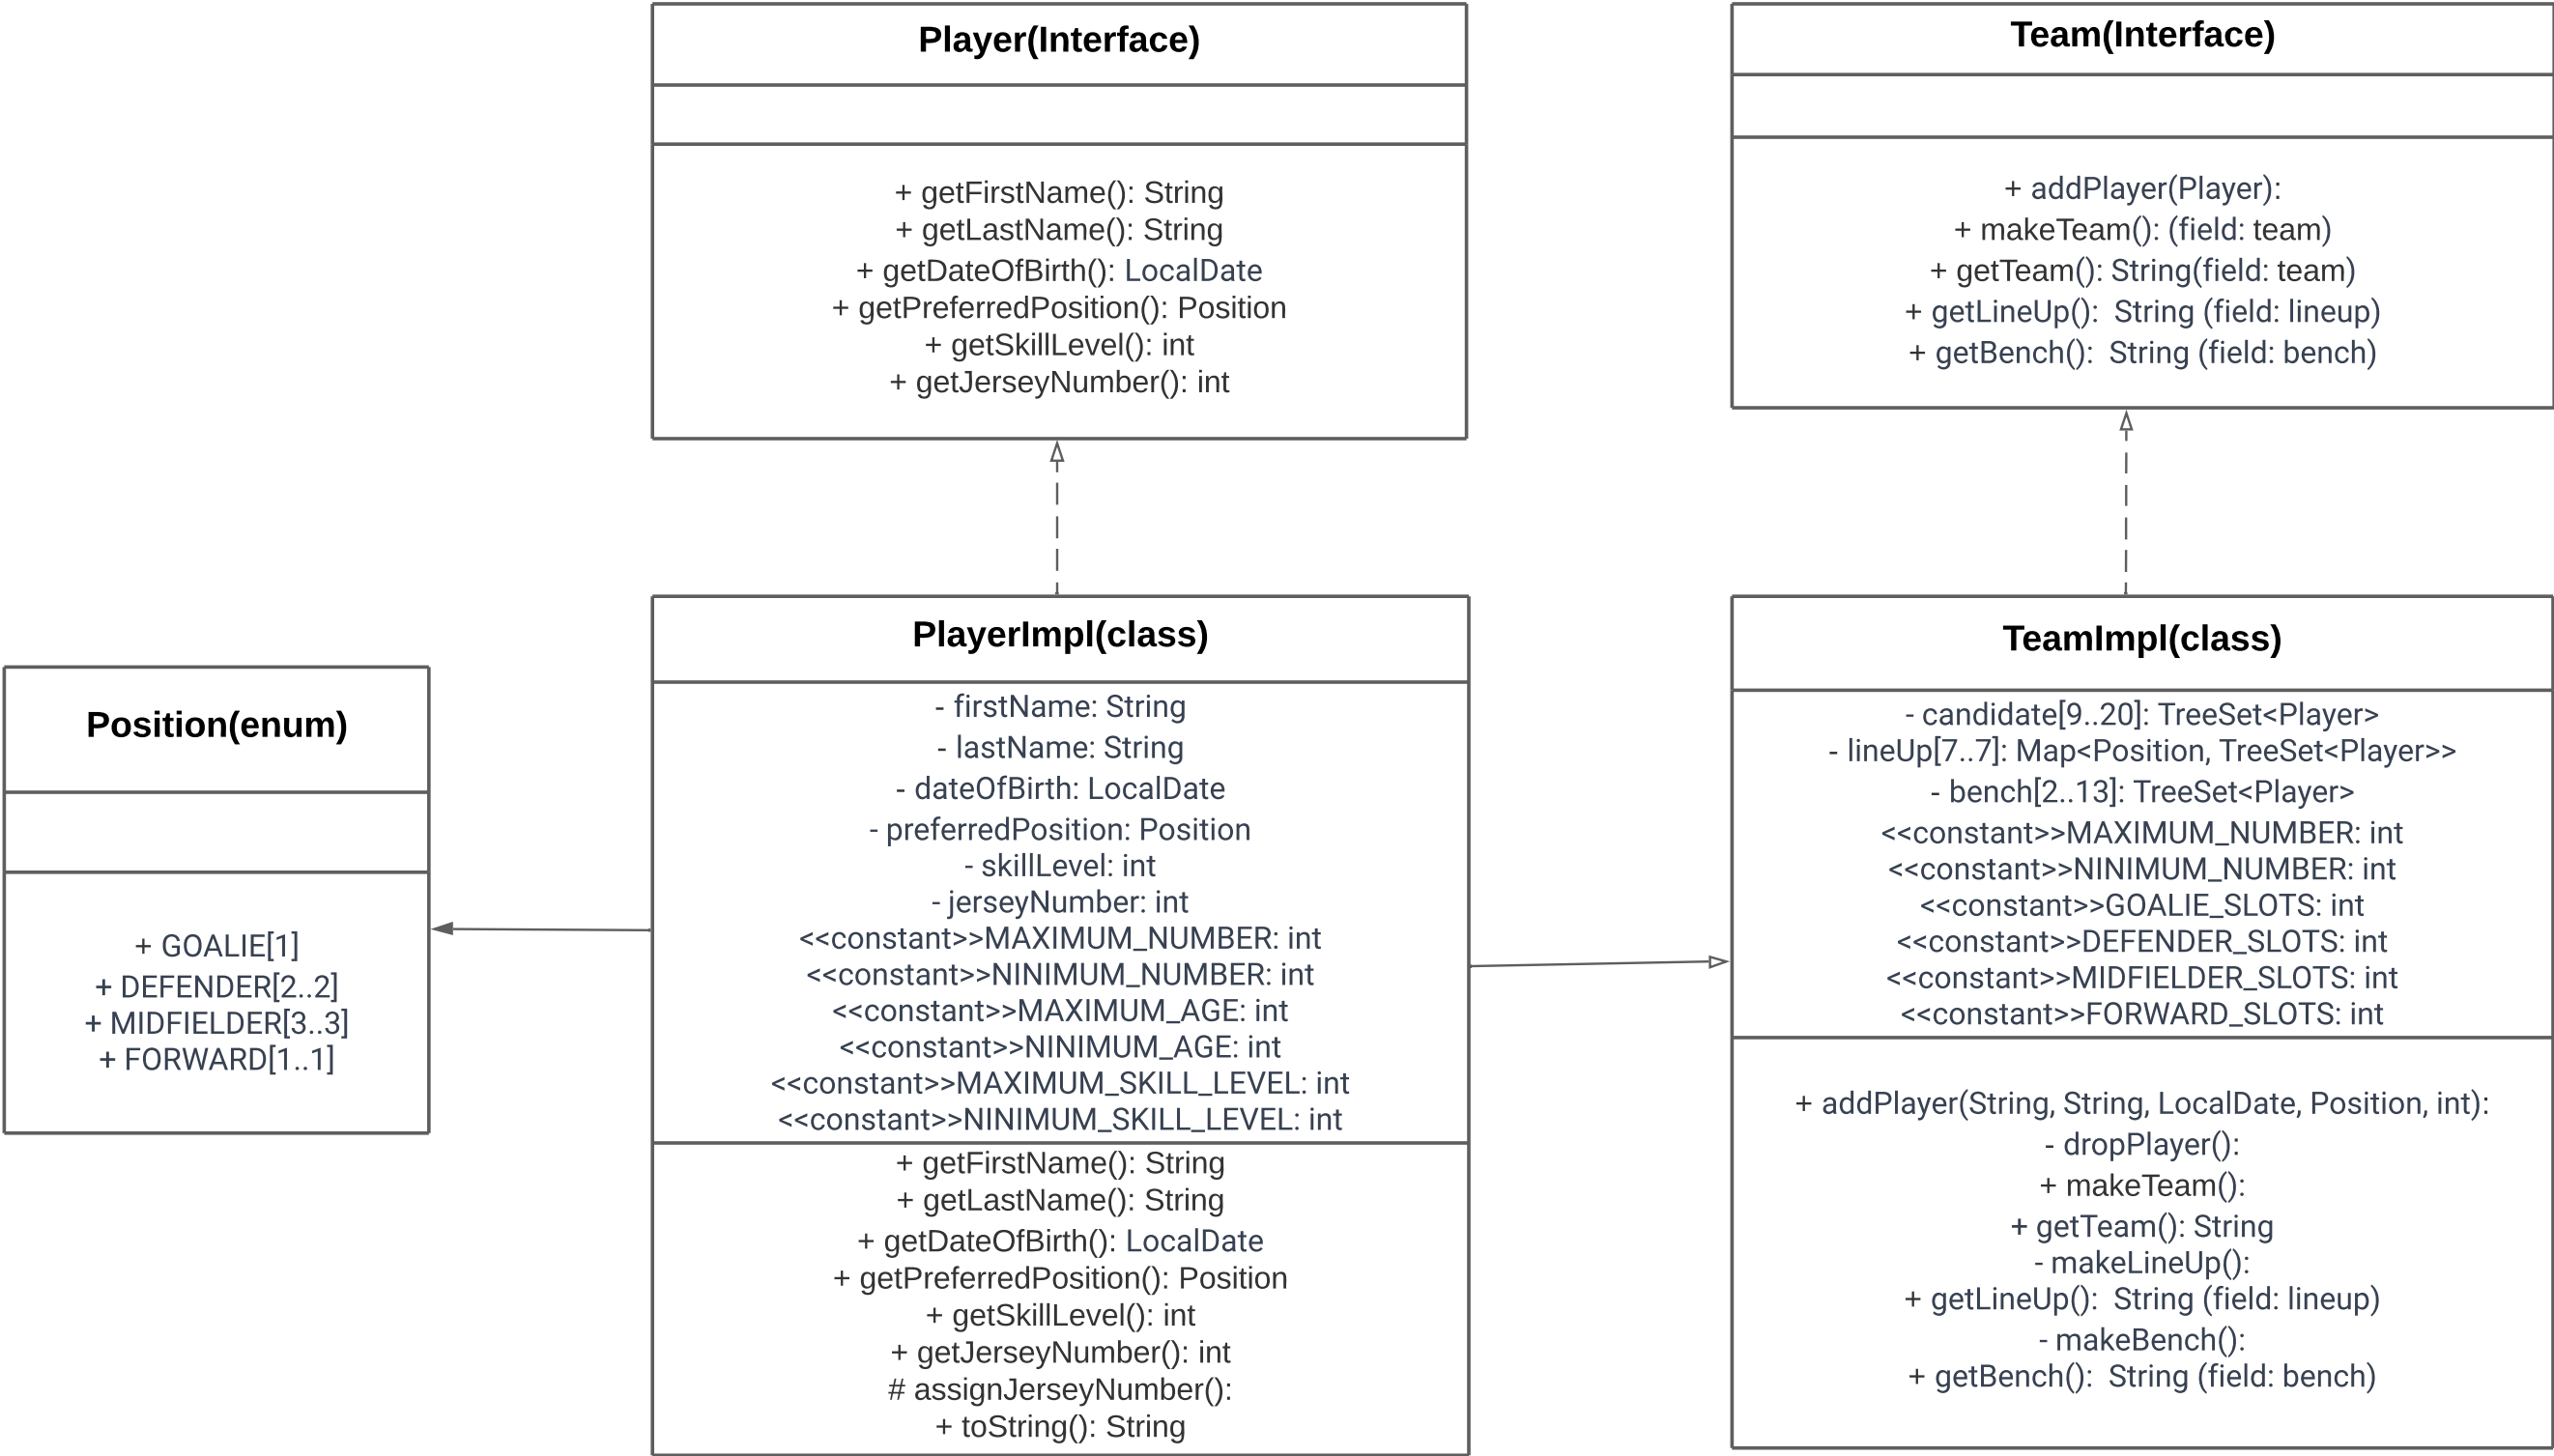 Player(Interface)
+ getFirstName(): String
+ getLastName(): String
+ getDateOfBirth(): LocalDate
+ getPreferredPosition(): Position
+ getSkillLevel(): int
+ getJerseyNumber(): int
Team(Interface)
+ addPlayer(Player):
+ makeTeam(): (field: team)
+ getTeam(): String(field: team)
+ getLineUp():  String (field: lineup)
+ getBench():  String (field: bench)
Position(enum)
+ GOALIE[1]
+ DEFENDER[2..2]
+ MIDFIELDER[3..3]
+ FORWARD[1..1]
PlayerImpl(class)
- firstName: String
- lastName: String
- dateOfBirth: LocalDate
- preferredPosition: Position
- skillLevel: int
- jerseyNumber: int
<<constant>>MAXIMUM_NUMBER: int
<<constant>>NINIMUM_NUMBER: int
<<constant>>MAXIMUM_AGE: int
<<constant>>NINIMUM_AGE: int
<<constant>>MAXIMUM_SKILL_LEVEL: int
<<constant>>NINIMUM_SKILL_LEVEL: int
+ getFirstName(): String
+ getLastName(): String
+ getDateOfBirth(): LocalDate
+ getPreferredPosition(): Position
+ getSkillLevel(): int
+ getJerseyNumber(): int
# assignJerseyNumber():
+ toString(): String
TeamImpl(class)
- candidate[9..20]: TreeSet<Player>
- lineUp[7..7]: Map<Position, TreeSet<Player>>
- bench[2..13]: TreeSet<Player>
<<constant>>MAXIMUM_NUMBER: int
<<constant>>NINIMUM_NUMBER: int
<<constant>>GOALIE_SLOTS: int
<<constant>>DEFENDER_SLOTS: int
<<constant>>MIDFIELDER_SLOTS: int
<<constant>>FORWARD_SLOTS: int
+ addPlayer(String, String, LocalDate, Position, int):
- dropPlayer():
+ makeTeam():
+ getTeam(): String
- makeLineUp():
+ getLineUp():  String (field: lineup)
- makeBench():
+ getBench():  String (field: bench)